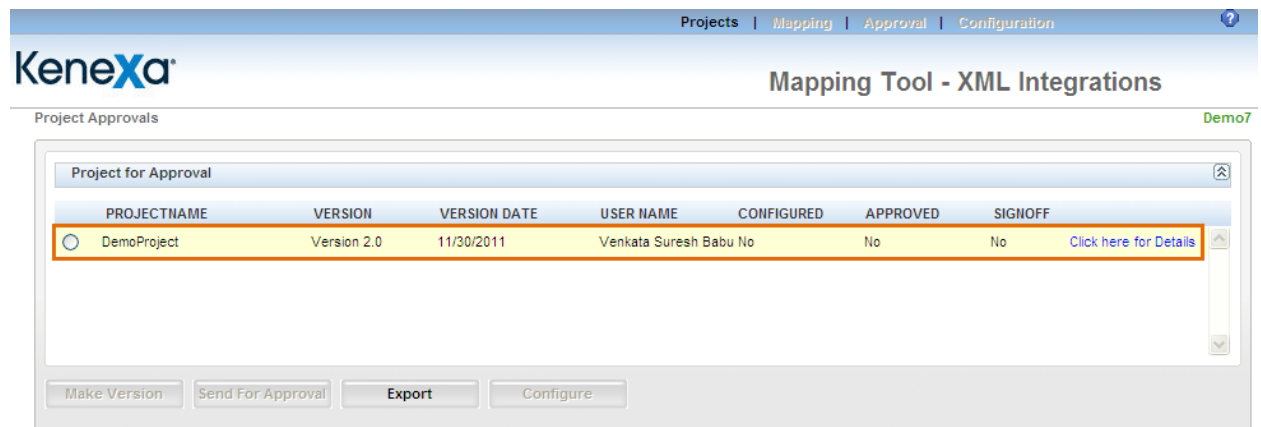 Projects | Mapping | Approval | Configuration ?
Kenexa®
Mapping Tool - XML Integrations
Project Approvals Demo7
Project for Approval
PROJECTNAME VERSION VERSION DATE USER NAME CONFIGURED APPROVED SIGNOFF
DemoProject Version 2.0 11/30/2011 Venkata Suresh Babu No No No Click here for Details
Make Version Send For Approval Export Configure